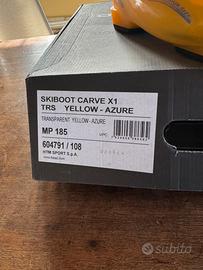 SKIBOOT CARVE X1
TRS YELLOW - AZURE
TRANSPARENT YELLOW - AZURE
MP 185
UPC
604791 / 108
HTM SPORT S.p.A.
subito